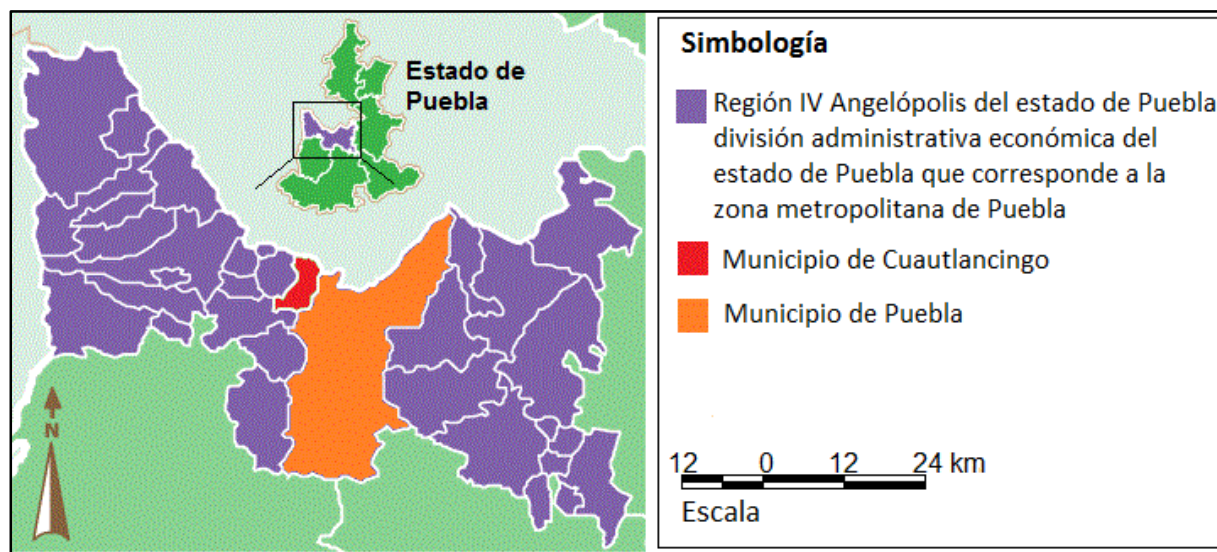 Estado de
Puebla
N
Simbología
Región IV Angelópolis del estado de Puebla
división administrativa económica del
estado de Puebla que corresponde a la
zona metropolitana de Puebla
Municipio de Cuautlancingo
Municipio de Puebla
12 0 12 24 km
Escala